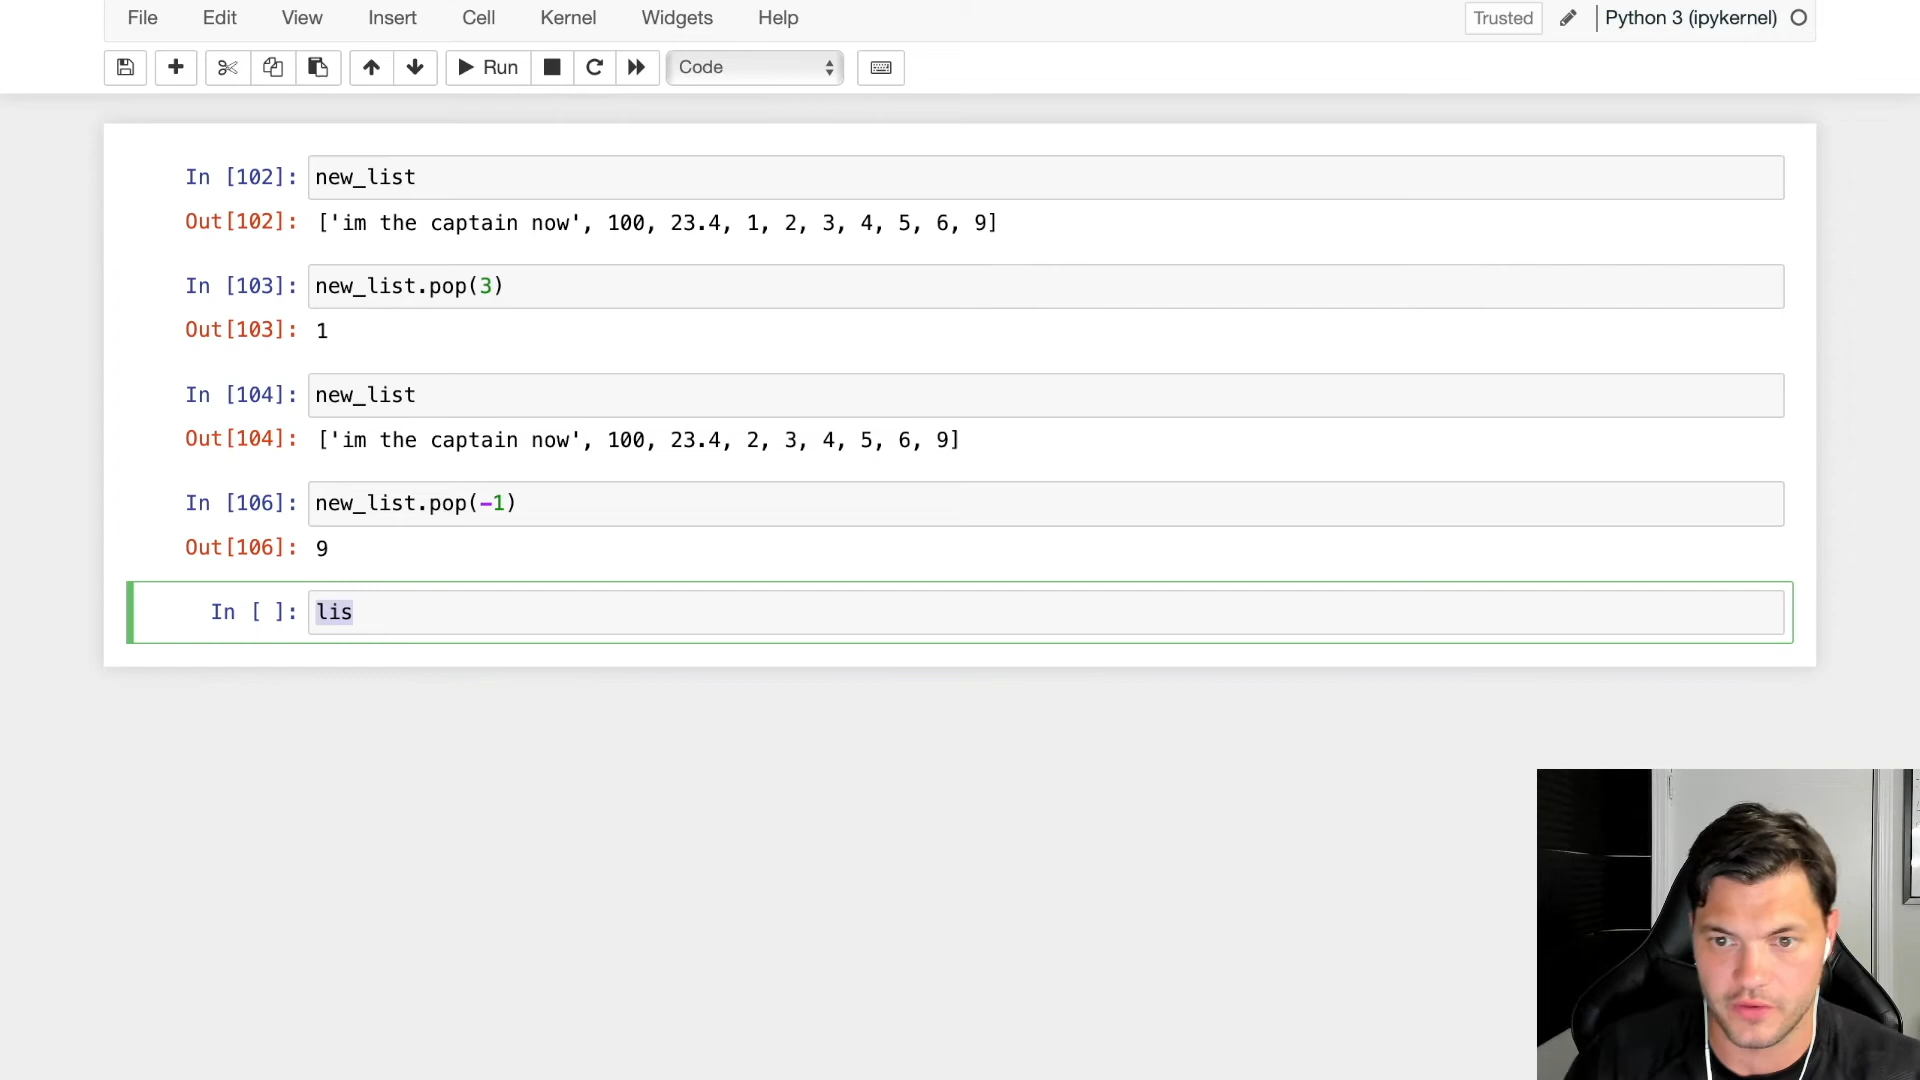 File Edit View Insert Cell Kernel Widgets Help Trusted Python 3 (ipykernel)
Run Code
In [102]: new_list
Out[102]: ['im the captain now', 100, 23.4, 1, 2, 3, 4, 5, 6, 9]
In [103]: new_list.pop(3)
Out[103]: 1
In [104]: new_list
Out[104]: ['im the captain now', 100, 23.4, 2, 3, 4, 5, 6, 9]
In [106]: new_list.pop(-1)
Out[106]: 9
In [ ]: lis